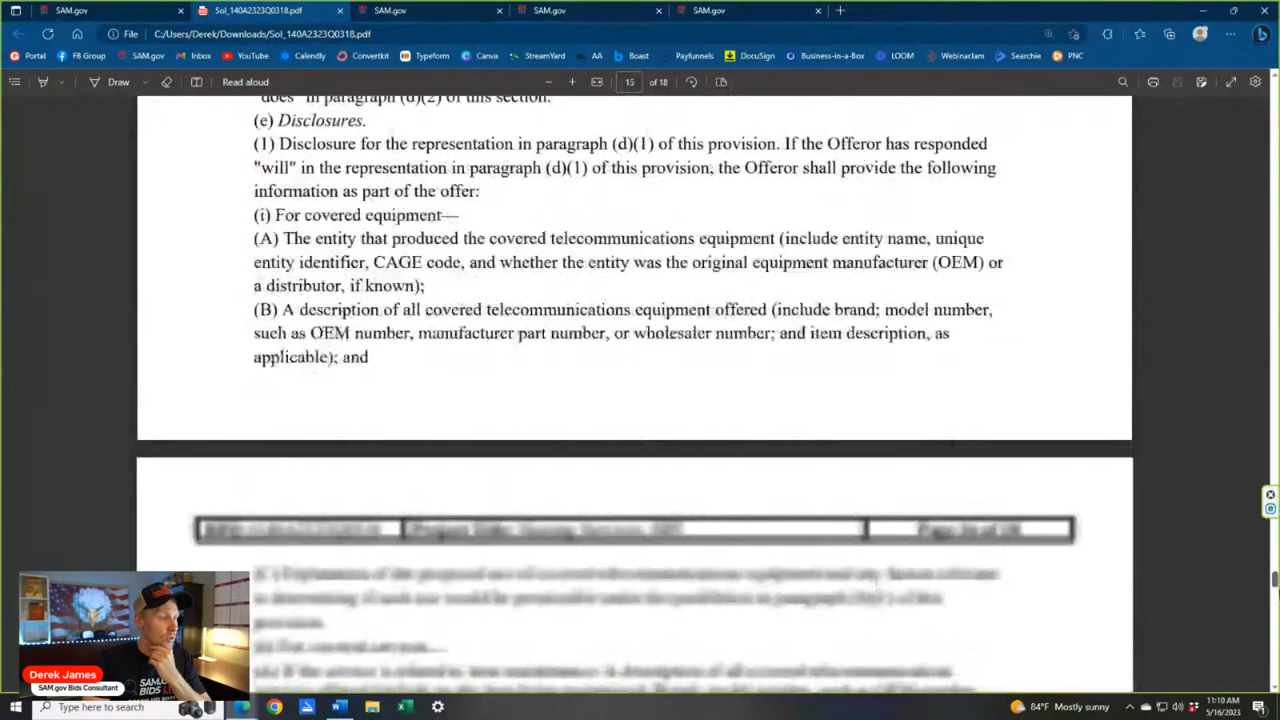 SAM.gov
Sol_140A2323Q0318.pdf
SAM.gov
SAM.gov
SAM.gov
File
C:/Users/Derek/Downloads/Sol_140A2323Q0318.pdf
Portal
FB Group
SAM.gov
Inbox
YouTube
Calendly
Convertkit
Typeform
Canva
StreamYard
AA
Boast
Payfunnels
DocuSign
Business-in-a-Box
LOOM
WebinarJam
Searchie
PNC
Draw
Read aloud
15 of 18
"does" in paragraph (d)(2) of this section.
(e) Disclosures.
(1) Disclosure for the representation in paragraph (d)(1) of this provision. If the Offeror has responded
"will" in the representation in paragraph (d)(1) of this provision, the Offeror shall provide the following
information as part of the offer:
(i) For covered equipment—
(A) The entity that produced the covered telecommunications equipment (include entity name, unique
entity identifier, CAGE code, and whether the entity was the original equipment manufacturer (OEM) or
a distributor, if known);
(B) A description of all covered telecommunications equipment offered (include brand; model number,
such as OEM number, manufacturer part number, or wholesaler number; and item description, as
applicable); and
Derek James
SAM.gov Bids Consultant
Type here to search
84°F Mostly sunny
11:10 AM
5/16/2023